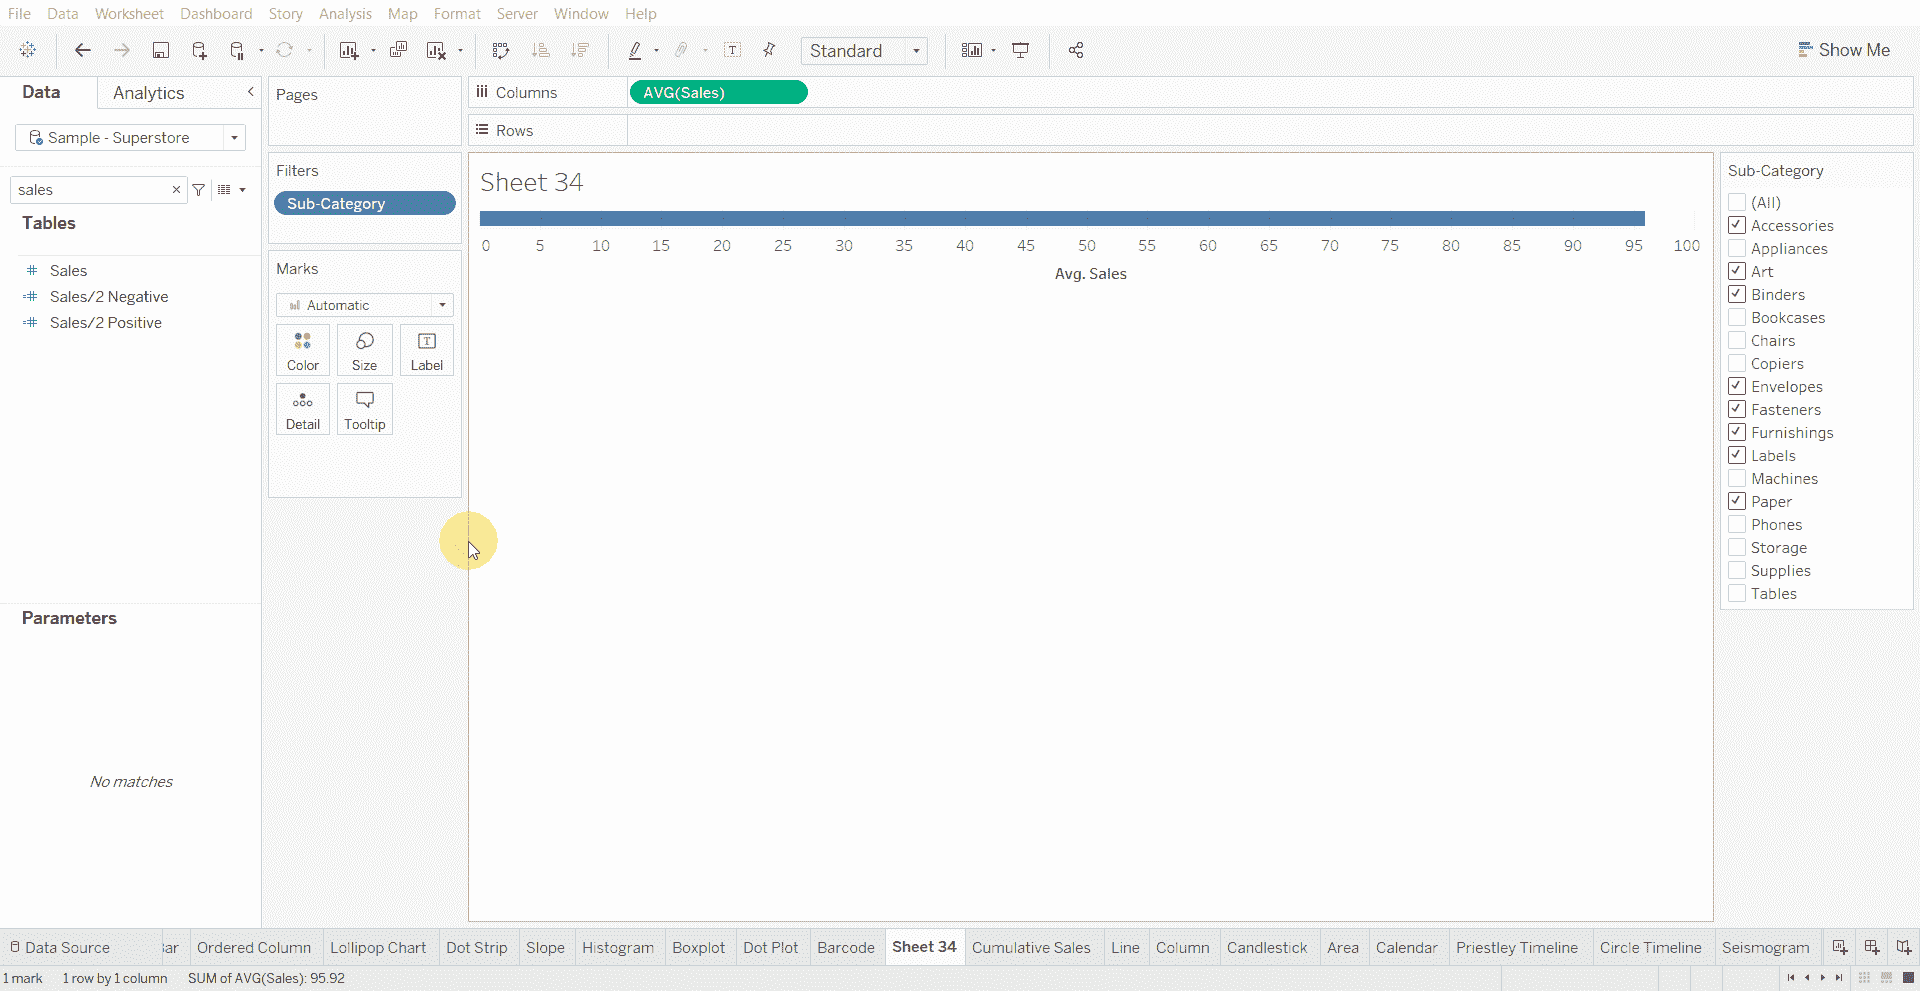 File Data Worksheet Dashboard Story Analysis Map Format Server Window Help
Standard
Show Me
Data
Analytics
Sample - Superstore
sales
Tables
# Sales
=# Sales/2 Negative
=# Sales/2 Positive
Parameters
No matches
Pages
Filters
Sub-Category
Marks
Automatic
Color Size Label
Detail Tooltip
Columns AVG(Sales)
Rows
Sheet 34
0 5 10 15 20 25 30 35 40 45 50 55 60 65 70 75 80 85 90 95 100
Avg. Sales
Sub-Category
(All)
Accessories
Appliances
Art
Binders
Bookcases
Chairs
Copiers
Envelopes
Fasteners
Furnishings
Labels
Machines
Paper
Phones
Storage
Supplies
Tables
Data Source Bar Ordered Column Lollipop Chart Dot Strip Slope Histogram Boxplot Dot Plot Barcode Sheet 34 Cumulative Sales Line Column Candlestick Area Calendar Priestley Timeline Circle Timeline Seismogram
1 mark 1 row by 1 column SUM of AVG(Sales): 95.92